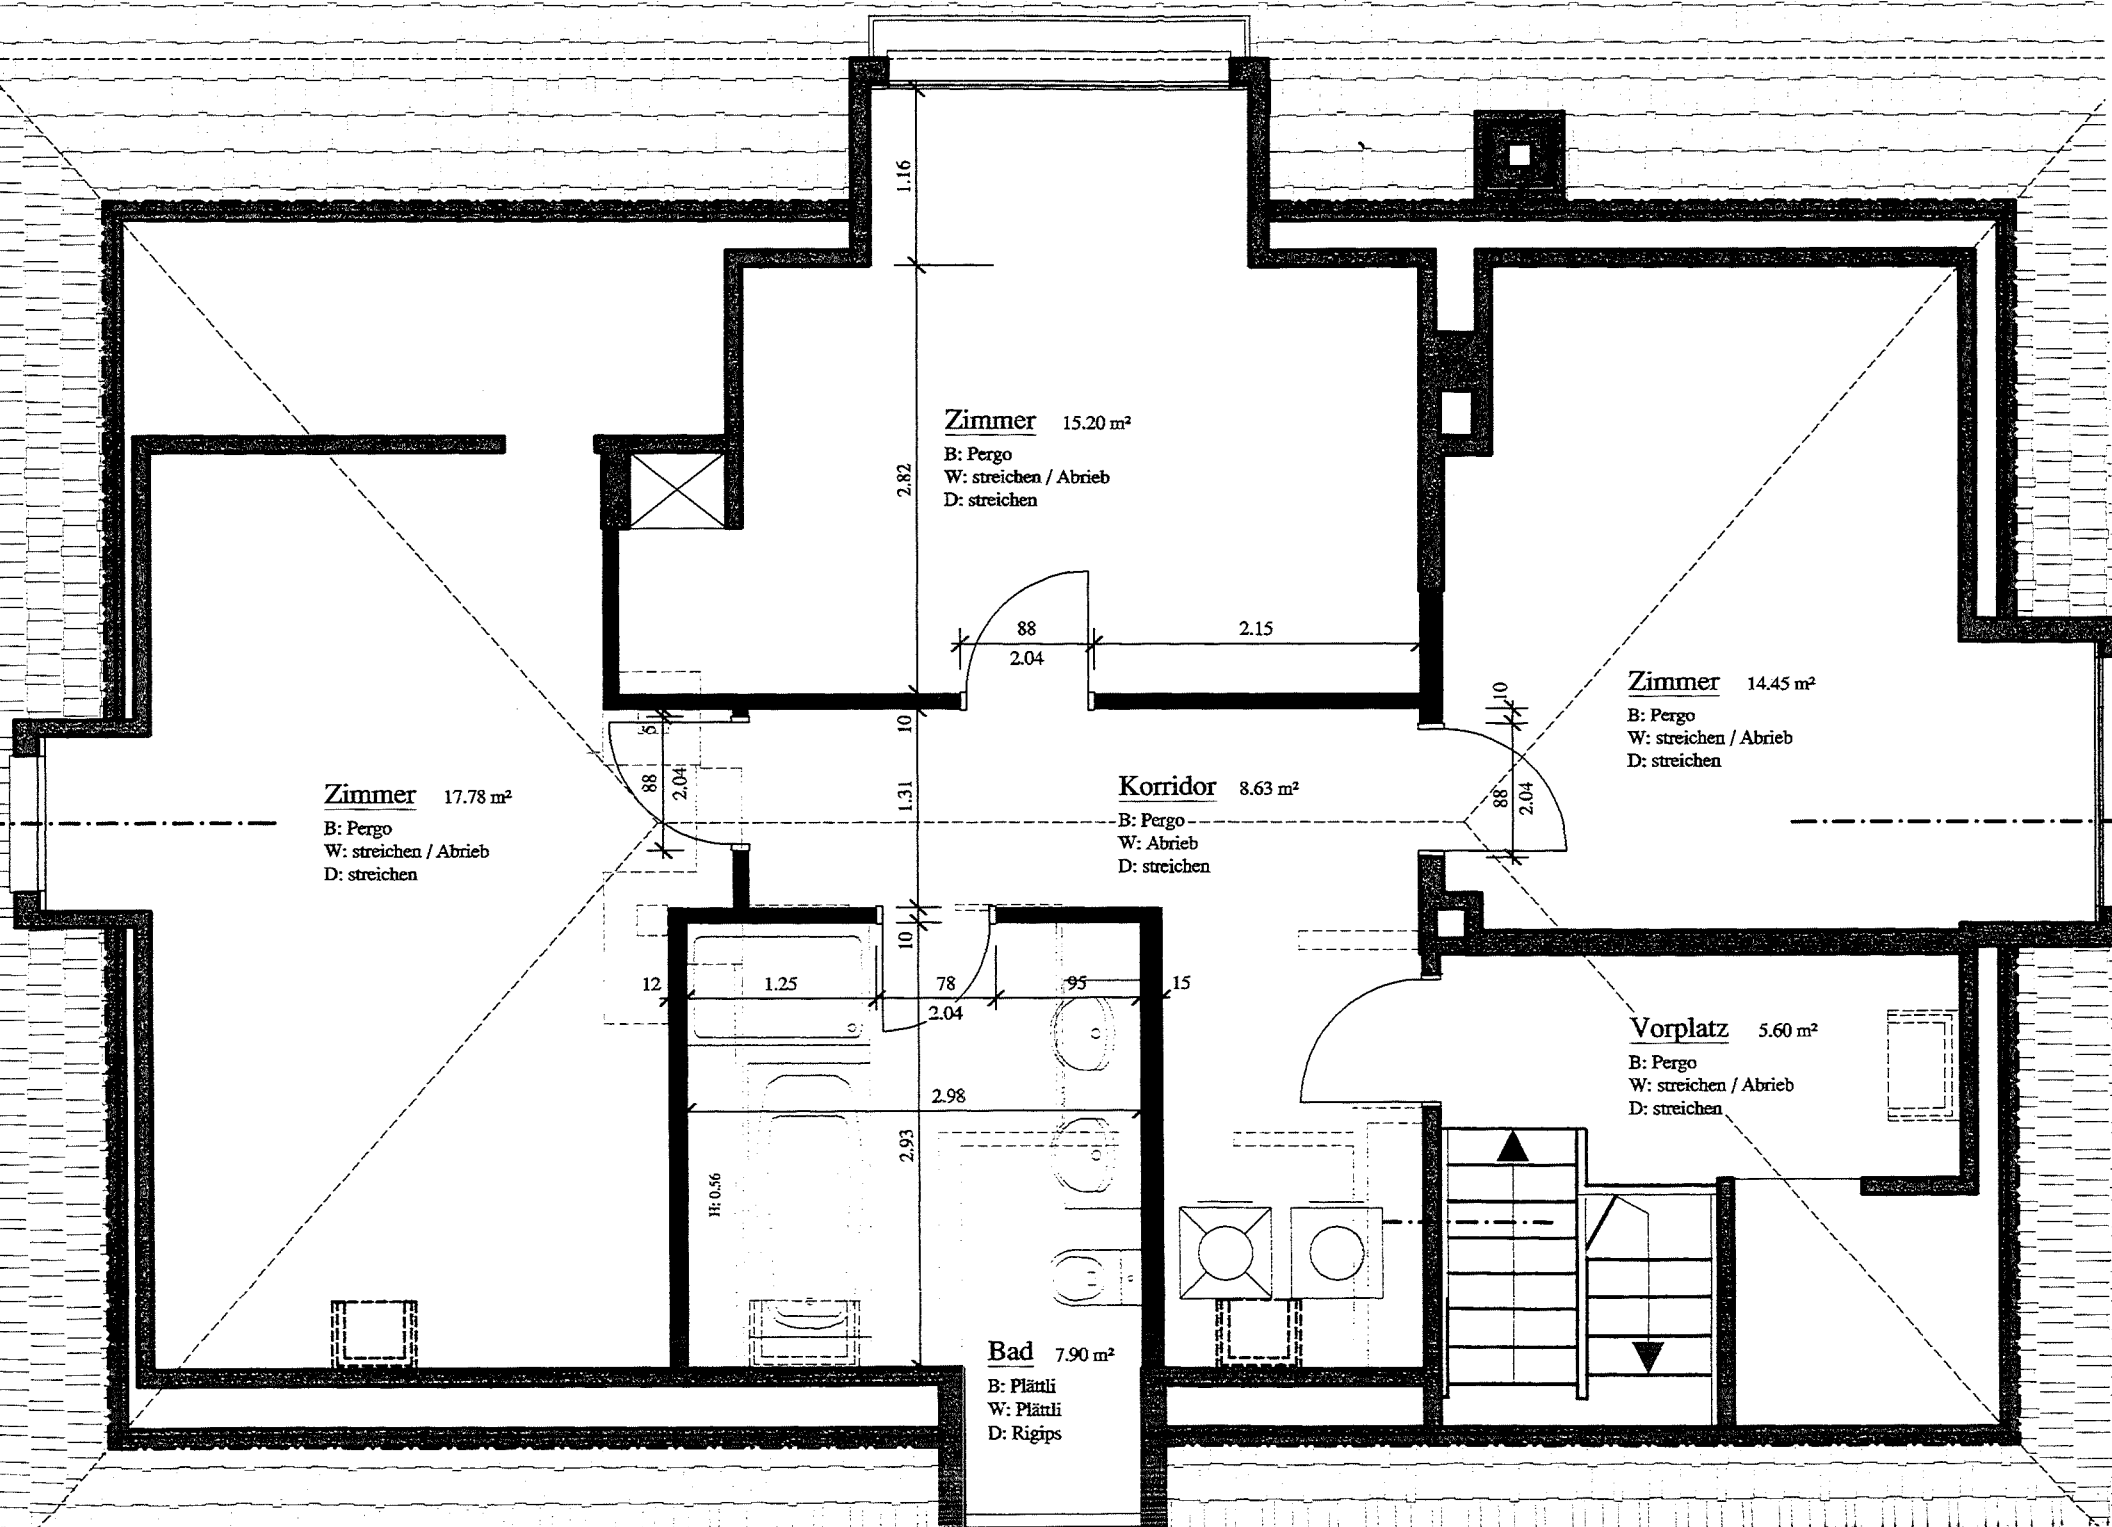 1.16
Zimmer 15.20 m²
B: Pergo
W: streichen / Abrieb
D: streichen
2.82
88
2.04
2.15
Zimmer 14.45 m²
B: Pergo
W: streichen / Abrieb
D: streichen
10
88
2.04
5
88
2.04
10
1.31
10
Zimmer 17.78 m²
B: Pergo
W: streichen / Abrieb
D: streichen
Korridor 8.63 m²
B: Pergo
W: Abrieb
D: streichen
12
1.25
78
2.04
95
15
Vorplatz 5.60 m²
B: Pergo
W: streichen / Abrieb
D: streichen
2.98
2.93
H: 0.56
Bad 7.90 m²
B: Plättli
W: Plättli
D: Rigips